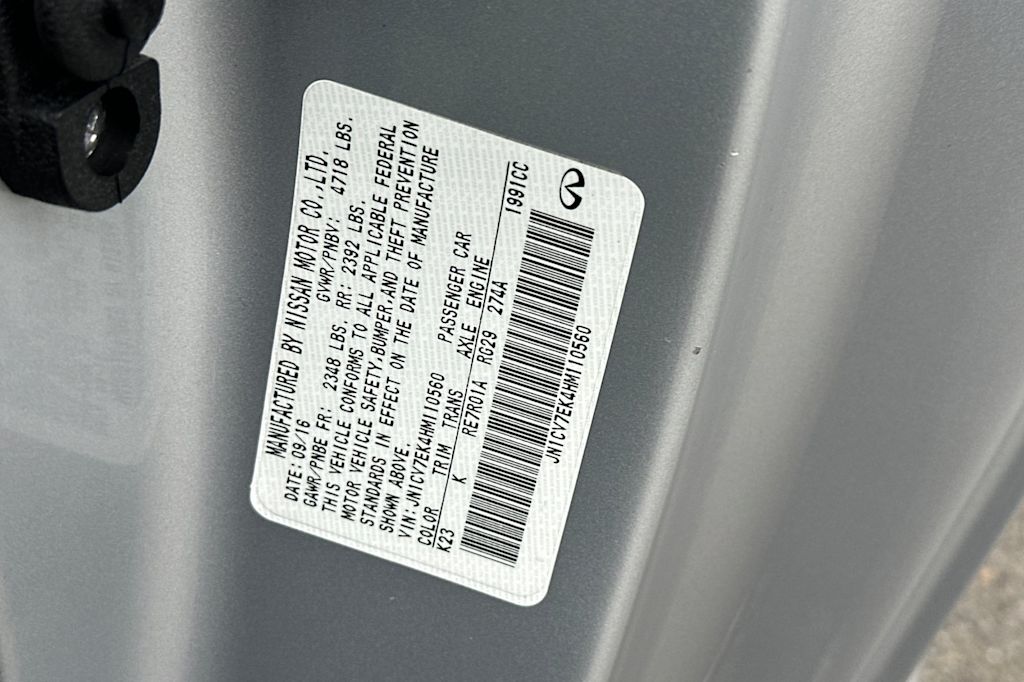 MANUFACTURED BY NISSAN MOTOR CO.,LTD.
DATE: 09/16 GVWR/PNBV: 4718 LBS.
GAWR/PNBE FR: 2348 LBS. RR: 2392 LBS.
THIS VEHICLE CONFORMS TO ALL APPLICABLE FEDERAL
MOTOR VEHICLE SAFETY,BUMPER,AND THEFT PREVENTION
STANDARDS IN EFFECT ON THE DATE OF MANUFACTURE
SHOWN ABOVE.
VIN:JN1CV7EK4HM110560 PASSENGER CAR
COLOR TRIM TRANS AXLE ENGINE
K23 K RE7R01A RG29 274A 1991CC
JN1CV7EK4HM110560